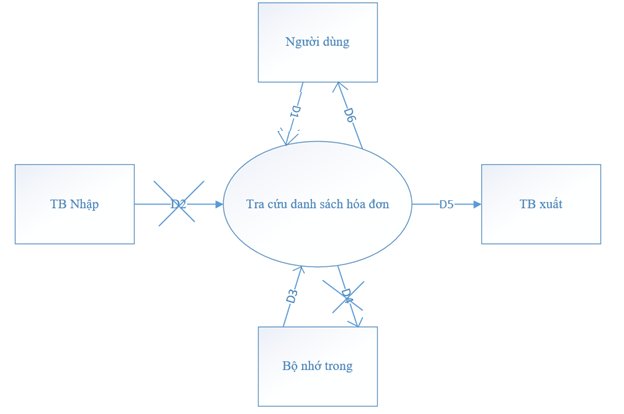 Người dùng
D1
D6
TB Nhập
D2
Tra cứu danh sách hóa đơn
D5
TB xuất
D3
D4
Bộ nhớ trong